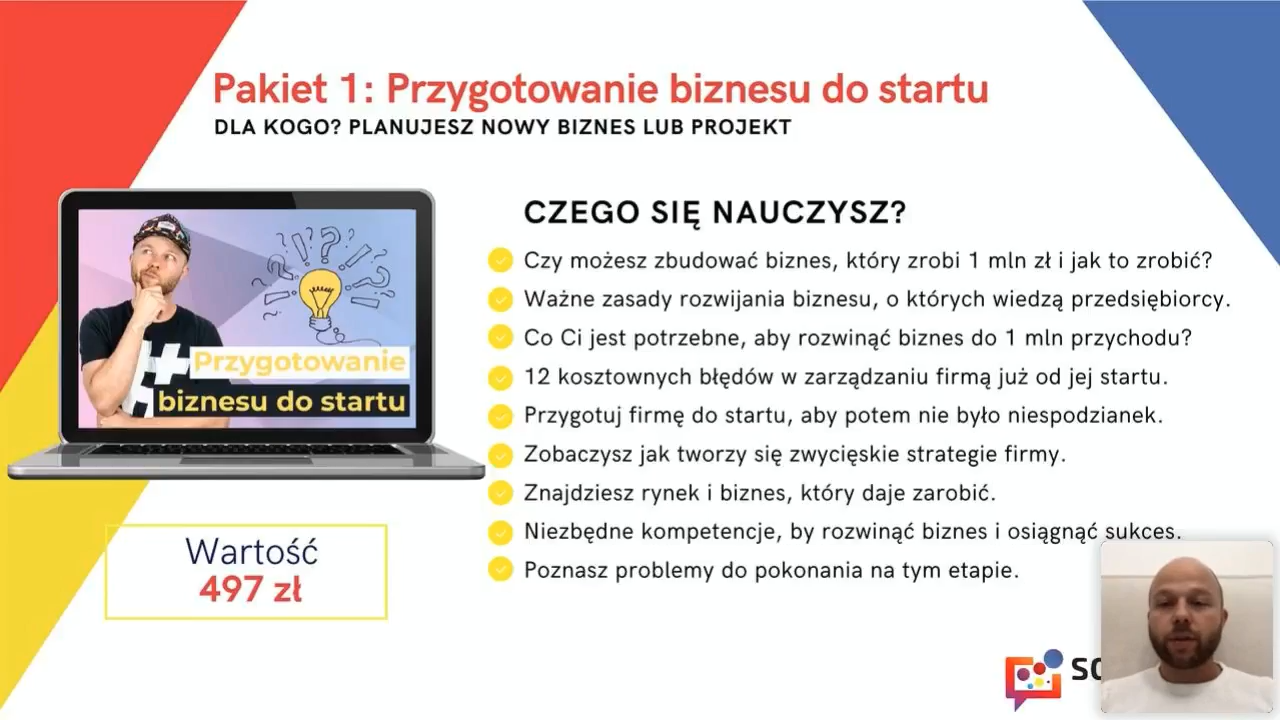 Pakiet 1: Przygotowanie biznesu do startu
DLA KOGO? PLANUJESZ NOWY BIZNES LUB PROJEKT
Przygotowanie
biznesu do startu
Wartość
497 zł
CZEGO SIĘ NAUCZYSZ?
Czy możesz zbudować biznes, który zrobi 1 mln zł i jak to zrobić?
Ważne zasady rozwijania biznesu, o których wiedzą przedsiębiorcy.
Co Ci jest potrzebne, aby rozwinąć biznes do 1 mln przychodu?
12 kosztownych błędów w zarządzaniu firmą już od jej startu.
Przygotuj firmę do startu, aby potem nie było niespodzianek.
Zobaczysz jak tworzy się zwycięskie strategie firmy.
Znajdziesz rynek i biznes, który daje zarobić.
Niezbędne kompetencje, by rozwinąć biznes i osiągnąć sukces.
Poznasz problemy do pokonania na tym etapie.